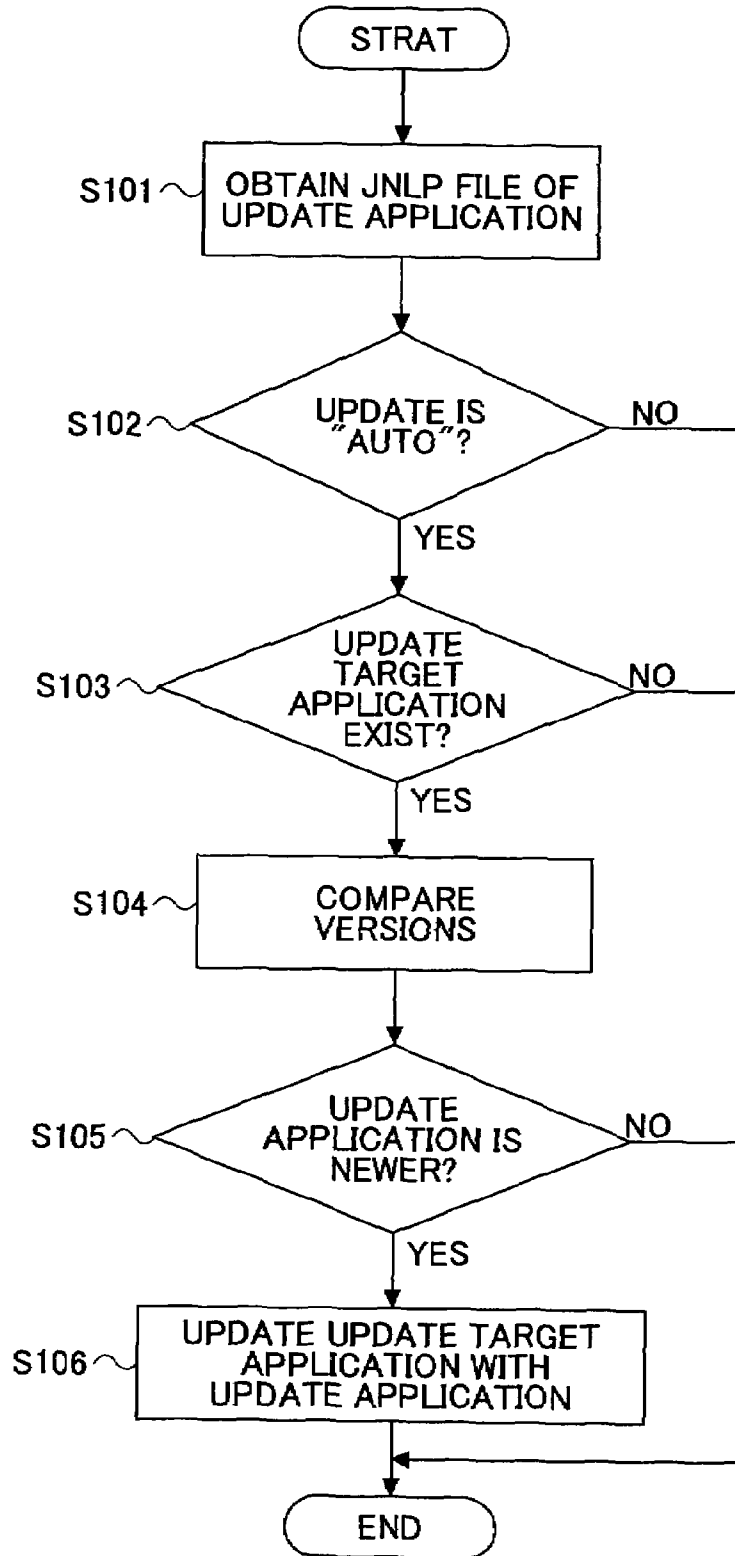 STRAT
S101
OBTAIN JNLP FILE OF
UPDATE APPLICATION
S102
UPDATE IS
"AUTO"?
NO
YES
S103
UPDATE
TARGET
APPLICATION
EXIST?
NO
YES
S104
COMPARE
VERSIONS
S105
UPDATE
APPLICATION IS
NEWER?
NO
YES
S106
UPDATE UPDATE TARGET
APPLICATION WITH
UPDATE APPLICATION
END